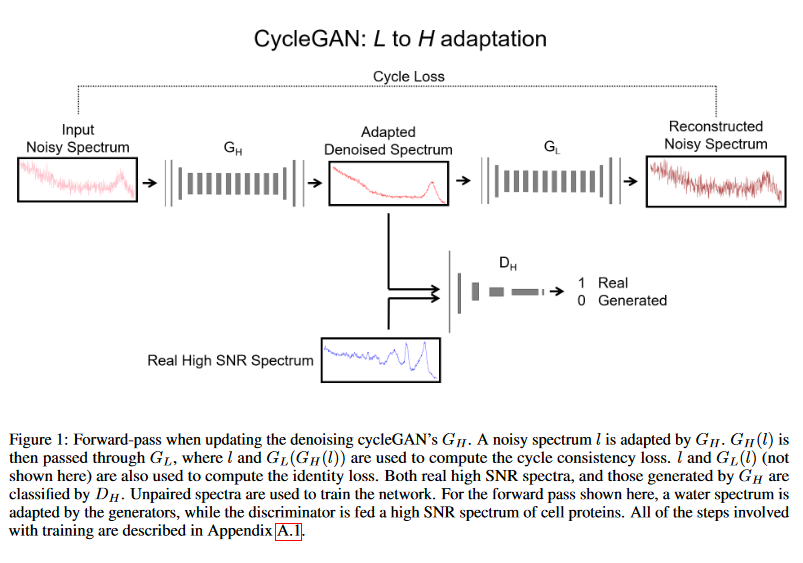 CycleGAN: L to H adaptation
Cycle Loss
Input
Noisy Spectrum
G_H
Adapted
Denoised Spectrum
G_L
Reconstructed
Noisy Spectrum
D_H
1 Real
0 Generated
Real High SNR Spectrum
Figure 1: Forward-pass when updating the denoising cycleGAN's G_H. A noisy spectrum l is adapted by G_H. G_H(l) is
then passed through G_L, where l and G_L(G_H(l)) are used to compute the cycle consistency loss. l and G_L(l) (not
shown here) are also used to compute the identity loss. Both real high SNR spectra, and those generated by G_H are
classified by D_H. Unpaired spectra are used to train the network. For the forward pass shown here, a water spectrum is
adapted by the generators, while the discriminator is fed a high SNR spectrum of cell proteins. All of the steps involved
with training are described in Appendix A.1.